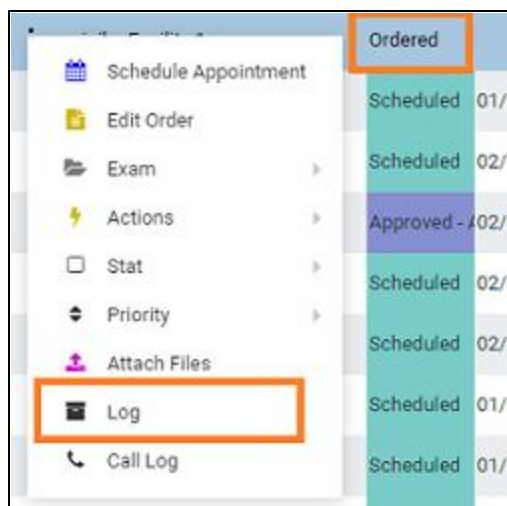 Ordered
Schedule Appointment
Scheduled 01/
Edit Order
Exam
Scheduled 02/
Actions
Approved - 02/
Stat
Scheduled 02/
Priority
Scheduled 02/
Attach Files
Log
Scheduled 01/
Call Log
Scheduled 01/